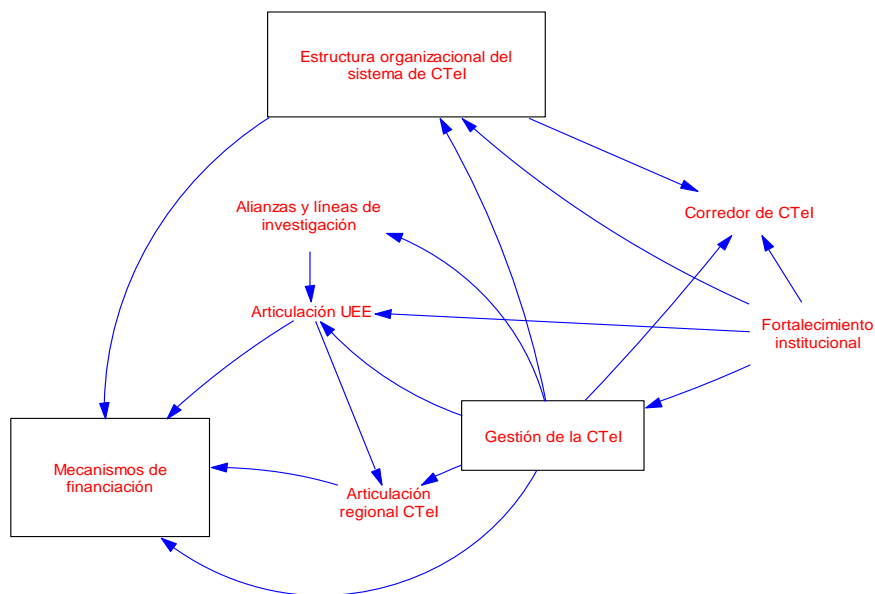 Estructura organizacional del
sistema de CTeI
Alianzas y líneas de
investigación
Corredor de CTeI
Articulación UEE
Fortalecimiento
institucional
Gestión de la CTeI
Mecanismos de
financiación
Articulación
regional CTeI